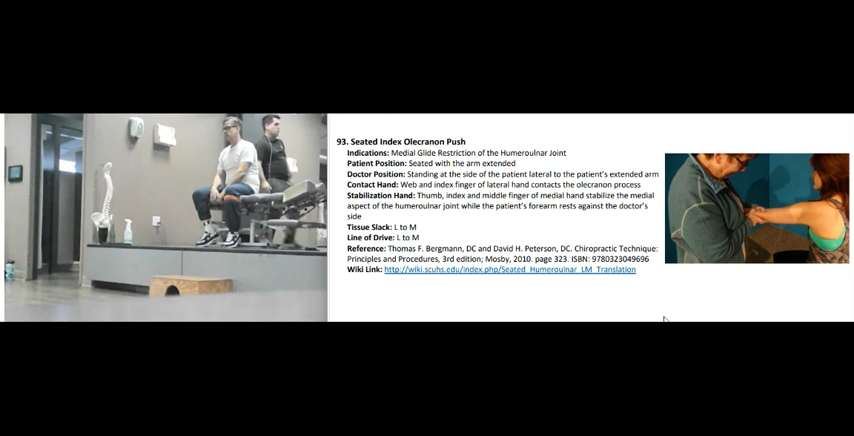 93. Seated Index Olecranon Push
Indications: Medial Glide Restriction of the Humeroulnar Joint
Patient Position: Seated with the arm extended
Doctor Position: Standing at the side of the patient lateral to the patient's extended arm
Contact Hand: Web and index finger of lateral hand contacts the olecranon process
Stabilization Hand: Thumb, index and middle finger of medial hand stabilize the medial
aspect of the humeroulnar joint while the patient's forearm rests against the doctor's
side
Tissue Slack: L to M
Line of Drive: L to M
Reference: Thomas F. Bergmann, DC and David H. Peterson, DC. Chiropractic Technique:
Principles and Procedures, 3rd edition; Mosby, 2010. page 323. ISBN: 9780323049696
Wiki Link: http://wiki.scuhs.edu/index.php/Seated_Humeroulnar_LM_Translation